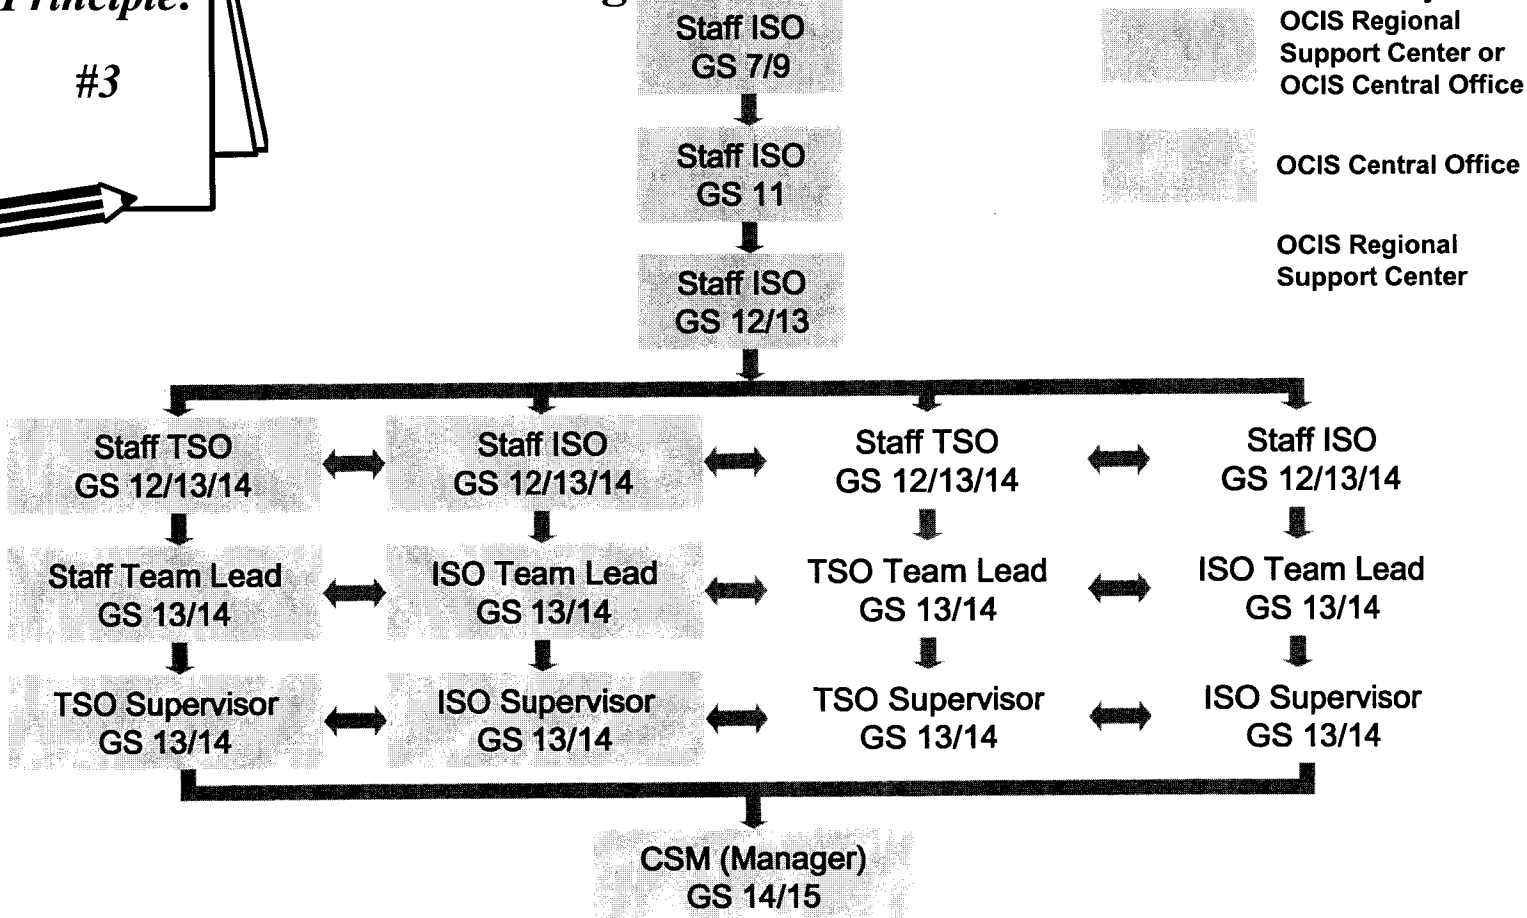 Principle:
#3
Staff ISO
GS 7/9
Staff ISO
GS 11
Staff ISO
GS 12/13
OCIS Regional
Support Center or
OCIS Central Office
OCIS Central Office
OCIS Regional
Support Center
Staff TSO
GS 12/13/14
Staff ISO
GS 12/13/14
Staff TSO
GS 12/13/14
Staff ISO
GS 12/13/14
Staff Team Lead
GS 13/14
ISO Team Lead
GS 13/14
TSO Team Lead
GS 13/14
ISO Team Lead
GS 13/14
TSO Supervisor
GS 13/14
ISO Supervisor
GS 13/14
TSO Supervisor
GS 13/14
ISO Supervisor
GS 13/14
CSM (Manager)
GS 14/15